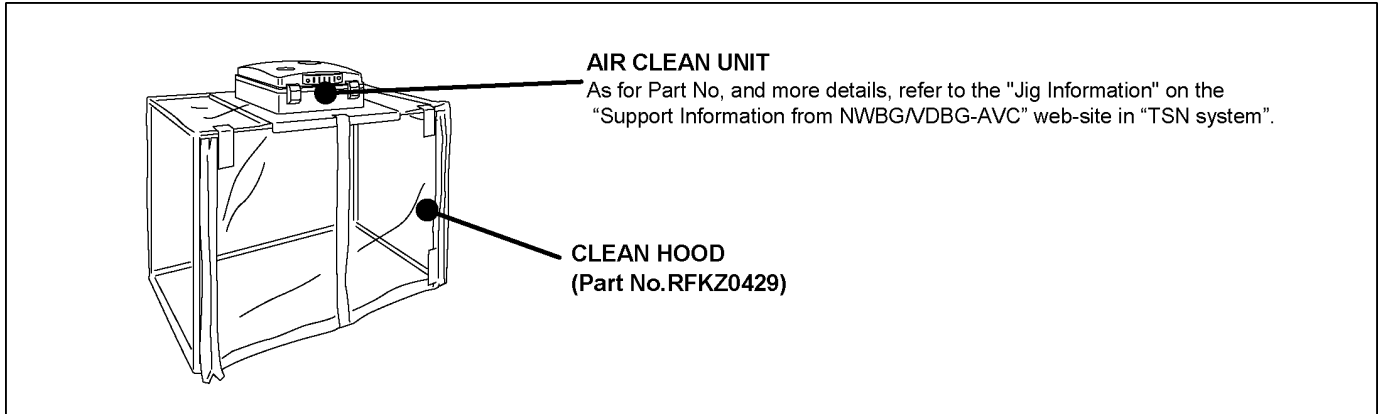 AIR CLEAN UNIT
As for Part No, and more details, refer to the "Jig Information" on the
“Support Information from NWBG/VDBG-AVC” web-site in “TSN system”.
CLEAN HOOD
(Part No.RFKZ0429)